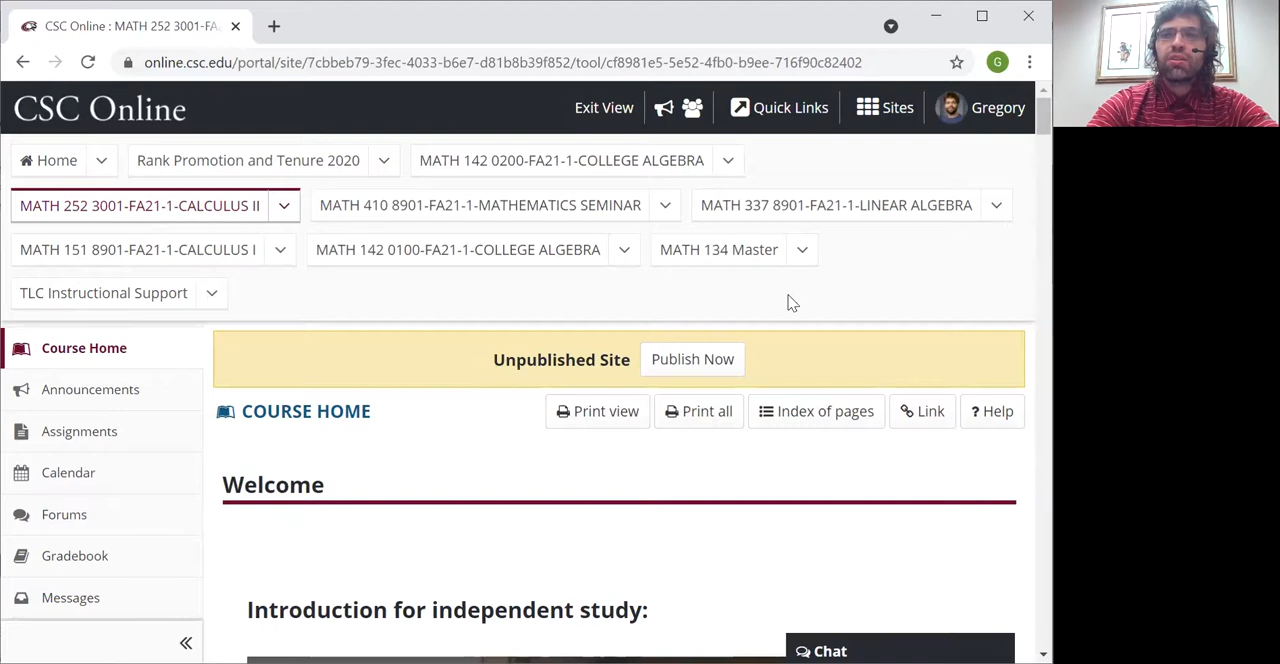 CSC Online : MATH 252 3001-FA
online.csc.edu/portal/site/7cbbeb79-3fec-4033-b6e7-d81b8b39f852/tool/cf8981e5-5e52-4fb0-b9ee-716f90c82402
G
CSC Online
Exit View
Quick Links
Sites
Gregory
Home
Rank Promotion and Tenure 2020
MATH 142 0200-FA21-1-COLLEGE ALGEBRA
MATH 252 3001-FA21-1-CALCULUS II
MATH 410 8901-FA21-1-MATHEMATICS SEMINAR
MATH 337 8901-FA21-1-LINEAR ALGEBRA
MATH 151 8901-FA21-1-CALCULUS I
MATH 142 0100-FA21-1-COLLEGE ALGEBRA
MATH 134 Master
TLC Instructional Support
Course Home
Announcements
Assignments
Calendar
Forums
Gradebook
Messages
Unpublished Site
Publish Now
COURSE HOME
Print view
Print all
Index of pages
Link
? Help
Welcome
Introduction for independent study:
Chat